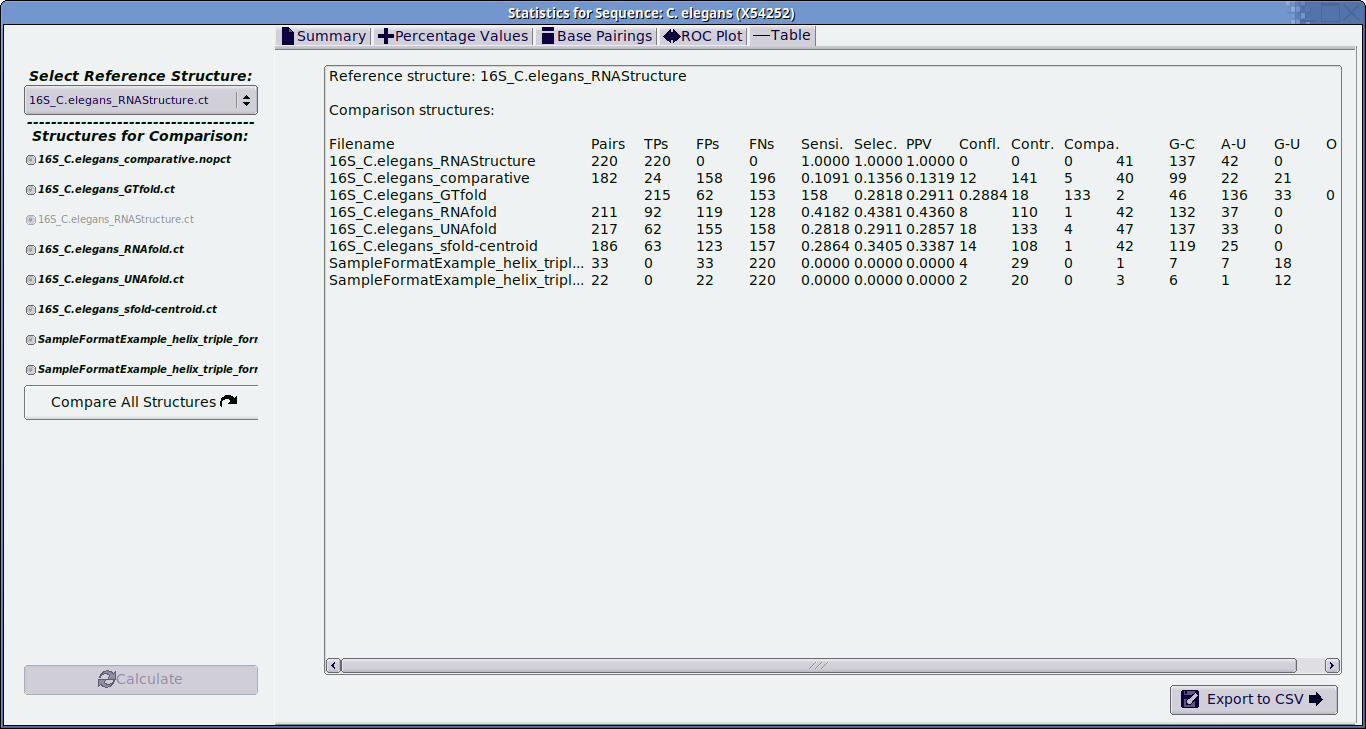 Statistics for Sequence: C. elegans (X54252)
Summary Percentage Values Base Pairings ROC Plot Table
Select Reference Structure:
16S_C.elegans_RNAStructure.ct
Structures for Comparison:
16S_C.elegans_comparative.nopct
16S_C.elegans_GTfold.ct
16S_C.elegans_RNAStructure.ct
16S_C.elegans_RNAfold.ct
16S_C.elegans_UNAfold.ct
16S_C.elegans_sfold-centroid.ct
SampleFormatExample_helix_triple_forr
SampleFormatExample_helix_triple_forr
Compare All Structures
Calculate
Reference structure: 16S_C.elegans_RNAStructure
Comparison structures:
Filename Pairs TPs FPs FNs Sensi. Selec. PPV Confl. Contr. Compa. G-C A-U G-U O
16S_C.elegans_RNAStructure 220 220 0 0 1.0000 1.0000 1.0000 0 0 0 41 137 42 0
16S_C.elegans_comparative 182 24 158 196 0.1091 0.1356 0.1319 12 141 5 40 99 22 21
16S_C.elegans_GTfold 215 62 153 158 0.2818 0.2911 0.2884 18 133 2 46 136 33 0
16S_C.elegans_RNAfold 211 92 119 128 0.4182 0.4381 0.4360 8 110 1 42 132 37 0
16S_C.elegans_UNAfold 217 62 155 158 0.2818 0.2911 0.2857 18 133 4 47 137 33 0
16S_C.elegans_sfold-centroid 186 63 123 157 0.2864 0.3405 0.3387 14 108 1 42 119 25 0
SampleFormatExample_helix_tripl... 33 0 33 220 0.0000 0.0000 0.0000 4 29 0 1 7 7 18
SampleFormatExample_helix_tripl... 22 0 22 220 0.0000 0.0000 0.0000 2 20 0 3 6 1 12
Export to CSV